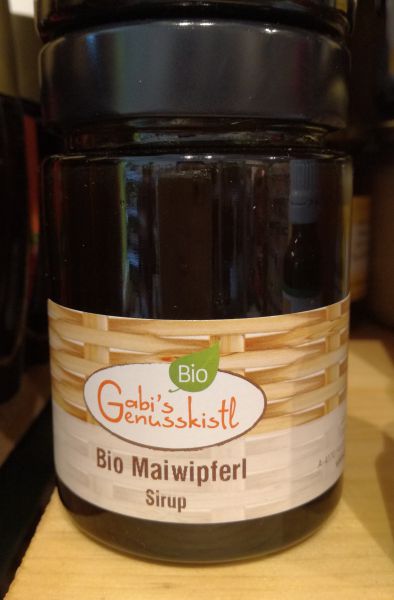 Bio
Gabi's
Genusskistl
Bio Maiwipferl
Sirup